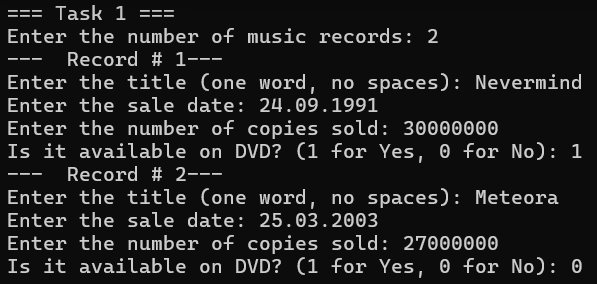 === Task 1 ===
Enter the number of music records: 2
---  Record # 1---
Enter the title (one word, no spaces): Nevermind
Enter the sale date: 24.09.1991
Enter the number of copies sold: 30000000
Is it available on DVD? (1 for Yes, 0 for No): 1
---  Record # 2---
Enter the title (one word, no spaces): Meteora
Enter the sale date: 25.03.2003
Enter the number of copies sold: 27000000
Is it available on DVD? (1 for Yes, 0 for No): 0